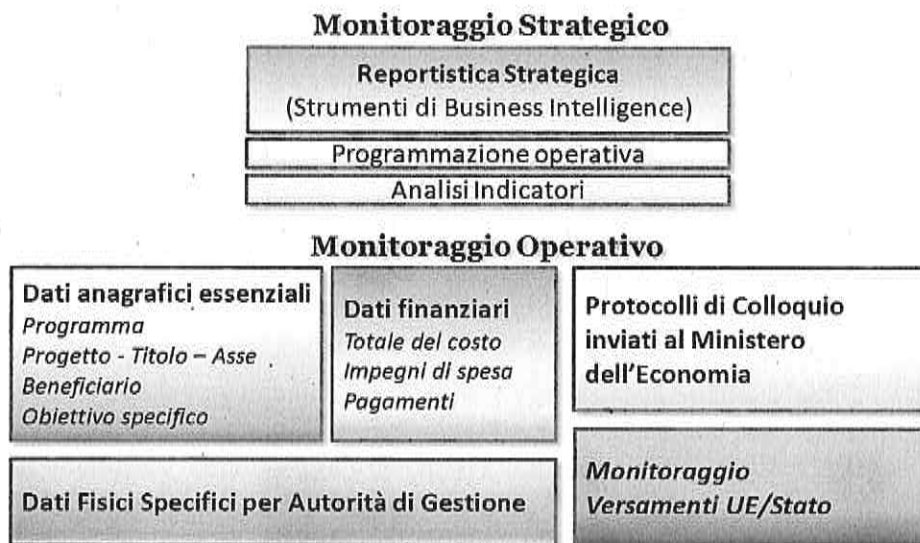 Monitoraggio Strategico
Reportistica Strategica
(Strumenti di Business Intelligence)
Programmazione operativa
Analisi Indicatori
Monitoraggio Operativo
Dati anagrafici essenziali
Programma
Progetto - Titolo – Asse
Beneficiario
Obiettivo specifico
Dati finanziari
Totale del costo
Impegni di spesa
Pagamenti
Protocolli di Colloquio
inviati al Ministero
dell'Economia
Dati Fisici Specifici per Autorità di Gestione
Monitoraggio
Versamenti UE/Stato